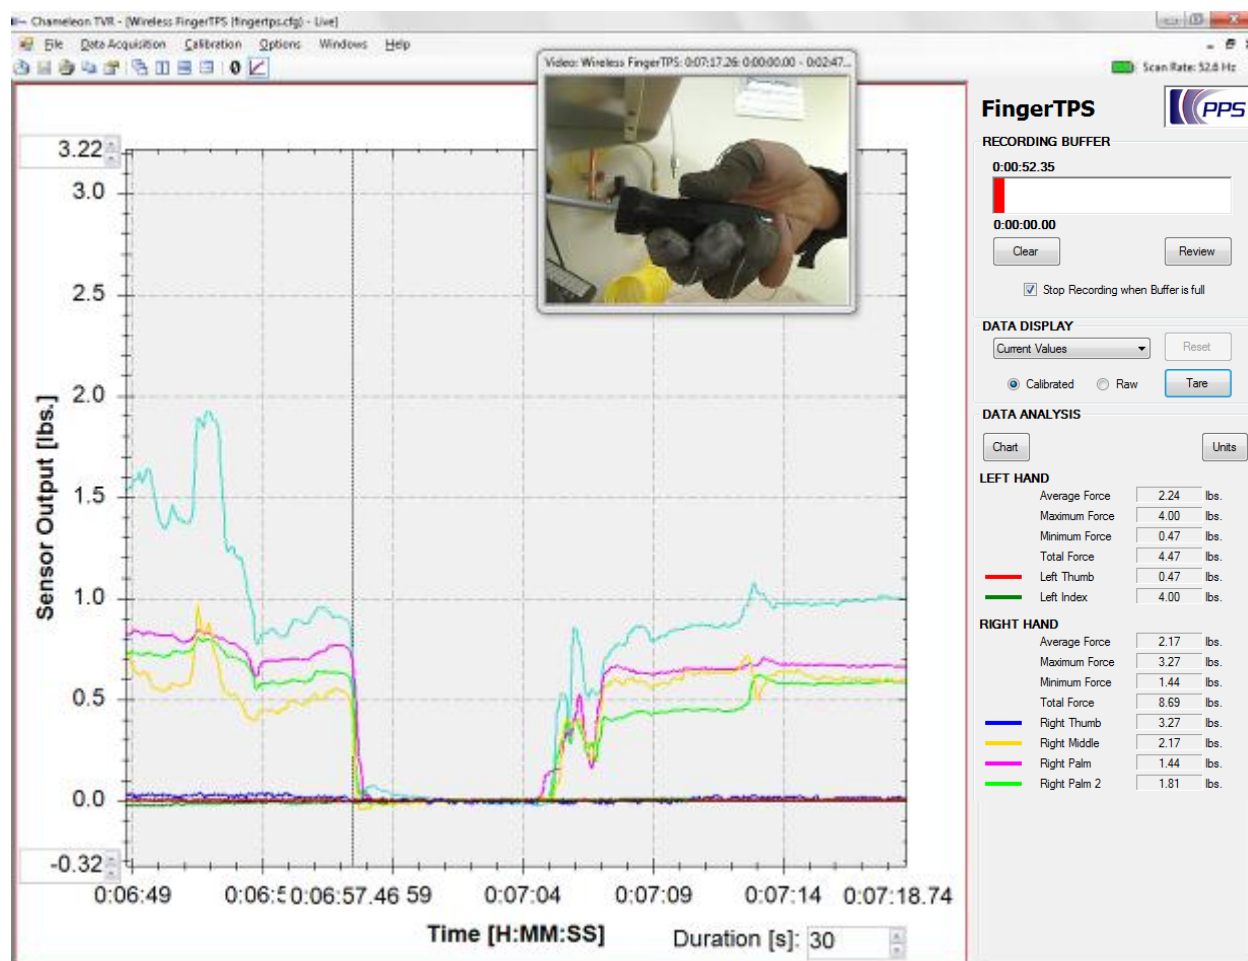 Chameleon TVR - [Wireless FingerTPS (fingertps.cfg) - Live]
File Data Acquisition Calibration Options Windows Help
Scan Rate: 52.6 Hz
Video: Wireless FingerTPS: 0:07:17.26: 0:00:00.00 - 0:02:47...
FingerTPS
PPS
RECORDING BUFFER
0:00:52.35
0:00:00.00
Clear Review
Stop Recording when Buffer is full
DATA DISPLAY
Current Values Reset
Calibrated Raw Tare
DATA ANALYSIS
Chart Units
LEFT HAND
Average Force 2.24 lbs.
Maximum Force 4.00 lbs.
Minimum Force 0.47 lbs.
Total Force 4.47 lbs.
Left Thumb 0.47 lbs.
Left Index 4.00 lbs.
RIGHT HAND
Average Force 2.17 lbs.
Maximum Force 3.27 lbs.
Minimum Force 1.44 lbs.
Total Force 8.69 lbs.
Right Thumb 3.27 lbs.
Right Middle 2.17 lbs.
Right Palm 1.44 lbs.
Right Palm 2 1.81 lbs.
3.22
3.0
2.5
2.0
1.5
1.0
0.5
0.0
-0.32
Sensor Output [lbs.]
0:06:49 0:06:5 0:06:57.46 59 0:07:04 0:07:09 0:07:14 0:07:18.74
Time [H:MM:SS]
Duration [s]: 30